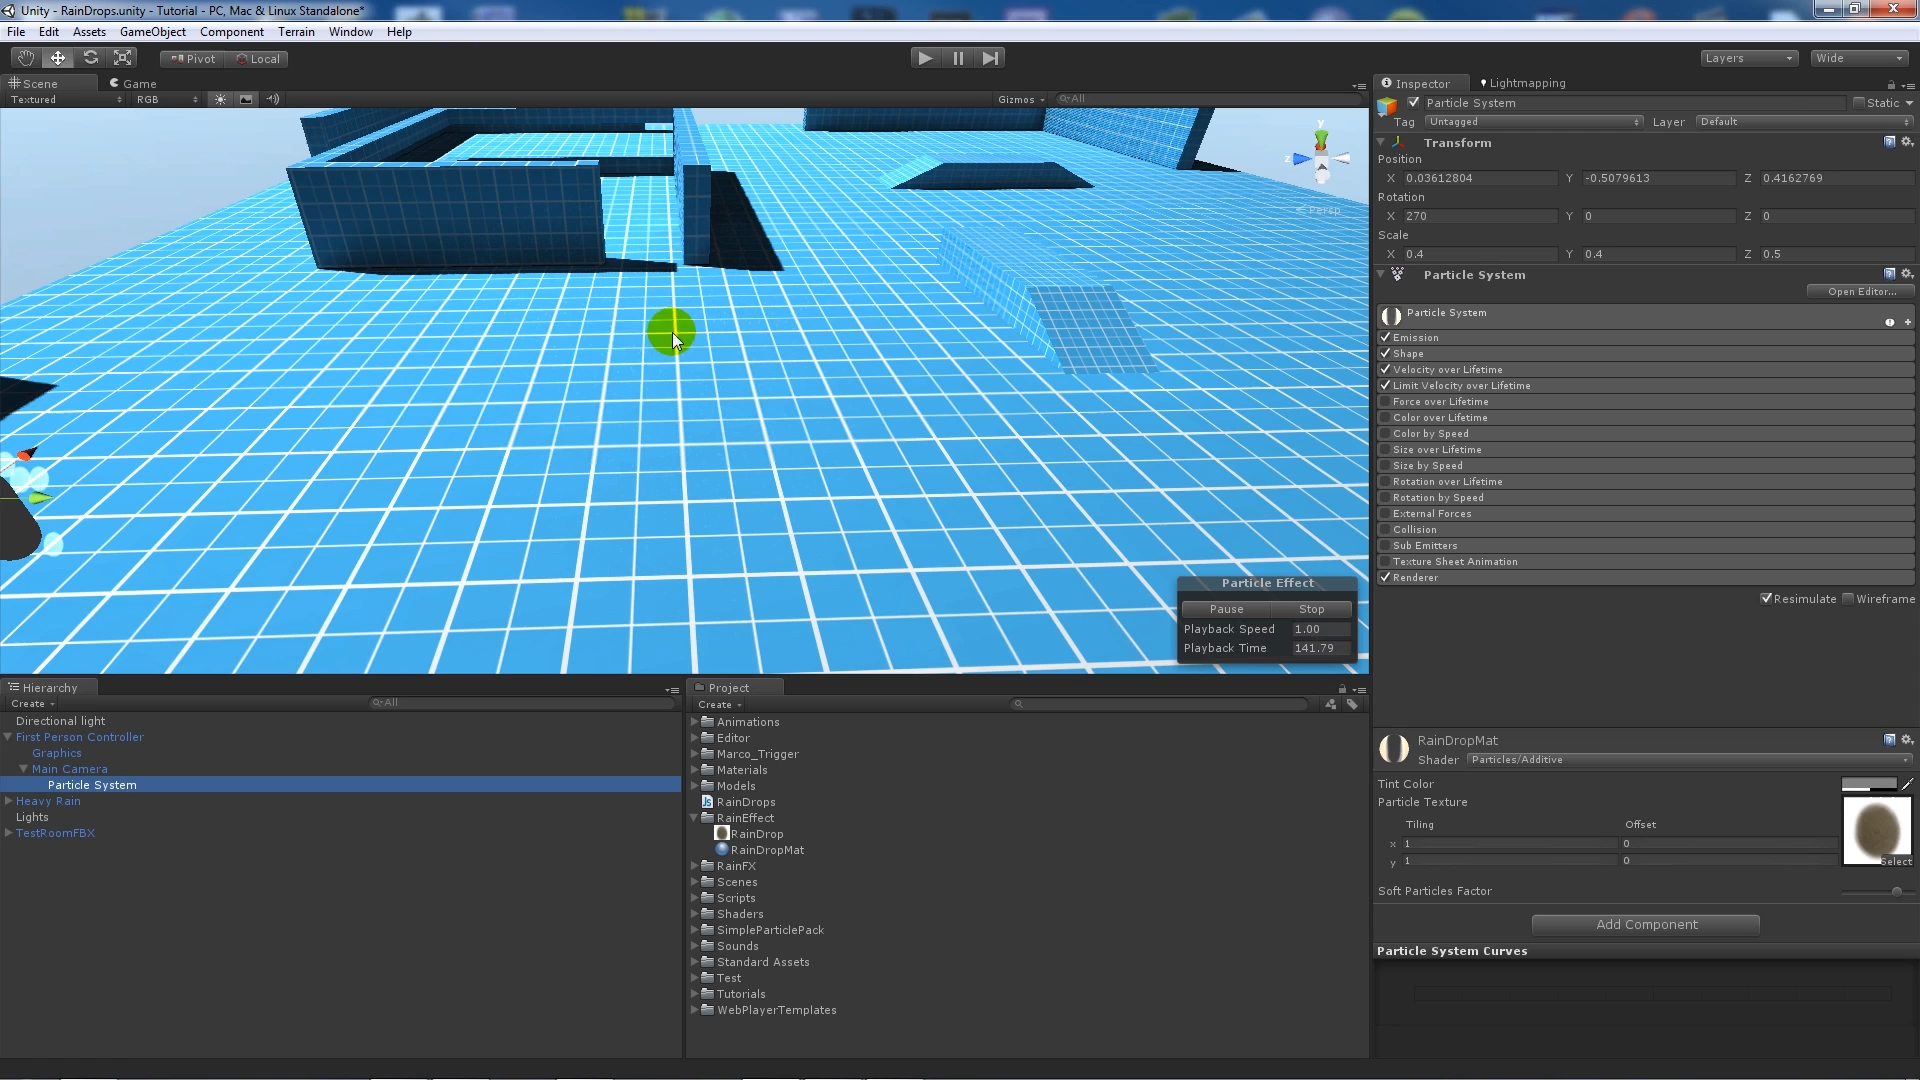 Unity - RainDrops.unity - Tutorial - PC, Mac & Linux Standalone*
File Edit Assets GameObject Component Terrain Window Help
Pivot Local Layers Wide
Scene Game
Textured RGB Gizmos All
y
z
Persp
Particle Effect
Pause Stop
Playback Speed 1.00
Playback Time 141.79
Inspector Lightmapping
Particle System Static
Tag Untagged Layer Default
Transform
Position
X 0.03612804 Y -0.5079613 Z 0.4162769
Rotation
X 270 Y 0 Z 0
Scale
X 0.4 Y 0.4 Z 0.5
Particle System
Open Editor...
Particle System
Emission
Shape
Velocity over Lifetime
Limit Velocity over Lifetime
Force over Lifetime
Color over Lifetime
Color by Speed
Size over Lifetime
Size by Speed
Rotation over Lifetime
Rotation by Speed
External Forces
Collision
Sub Emitters
Texture Sheet Animation
Renderer
Resimulate Wireframe
RainDropMat
Shader Particles/Additive
Tint Color
Particle Texture
Tiling Offset
x 1 0
y 1 0
Select
Soft Particles Factor
Add Component
Particle System Curves
Hierarchy
Create All
Directional light
First Person Controller
Graphics
Main Camera
Particle System
Heavy Rain
Lights
TestRoomFBX
Project
Create
Animations
Editor
Marco_Trigger
Materials
Models
Js RainDrops
RainEffect
RainDrop
RainDropMat
RainFX
Scenes
Scripts
Shaders
SimpleParticlePack
Sounds
Standard Assets
Test
Tutorials
WebPlayerTemplates